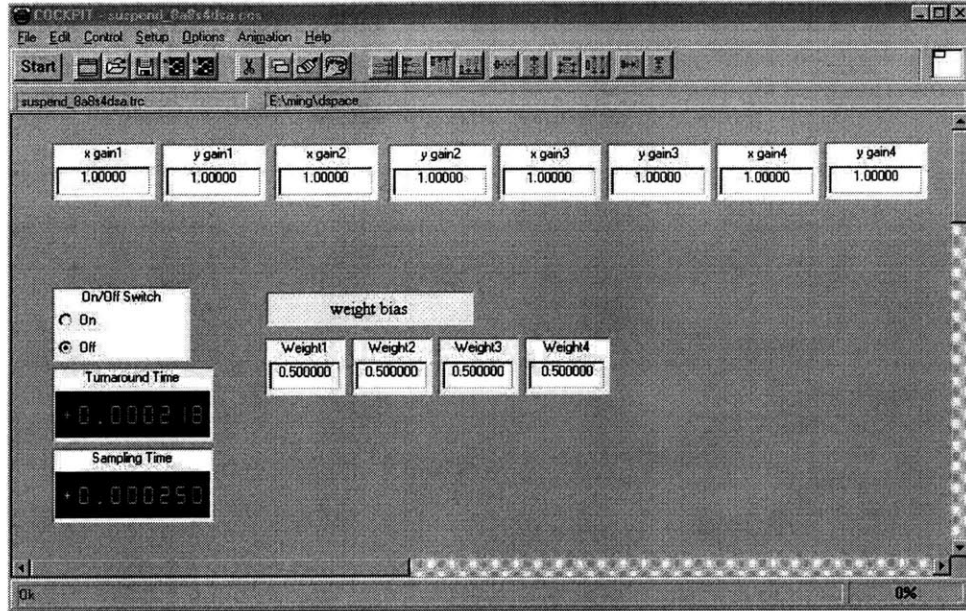 COCKPIT - suspend_8a8s4dsa.ccs
File Edit Control Setup Options Animation Help
Start
suspend_8a8s4dsa.trc E:\ming\dspace
x gain1 y gain1 x gain2 y gain2 x gain3 y gain3 x gain4 y gain4
1.00000 1.00000 1.00000 1.00000 1.00000 1.00000 1.00000 1.00000
On/Off Switch
On
Off
weight bias
Weight1 Weight2 Weight3 Weight4
0.500000 0.500000 0.500000 0.500000
Turnaround Time
+0.000218
Sampling Time
+0.000250
Ok 0%